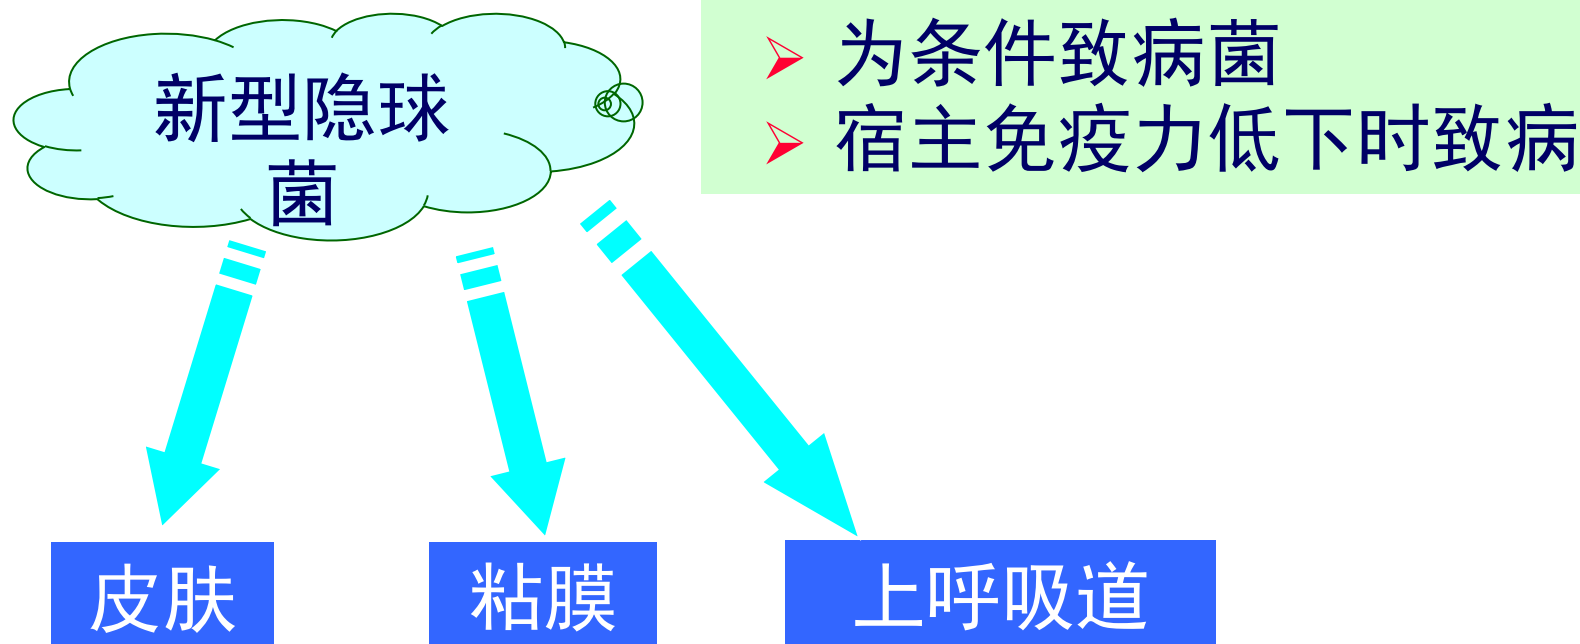 新型隐球
菌
为条件致病菌
宿主免疫力低下时致病
皮肤
粘膜
上呼吸道